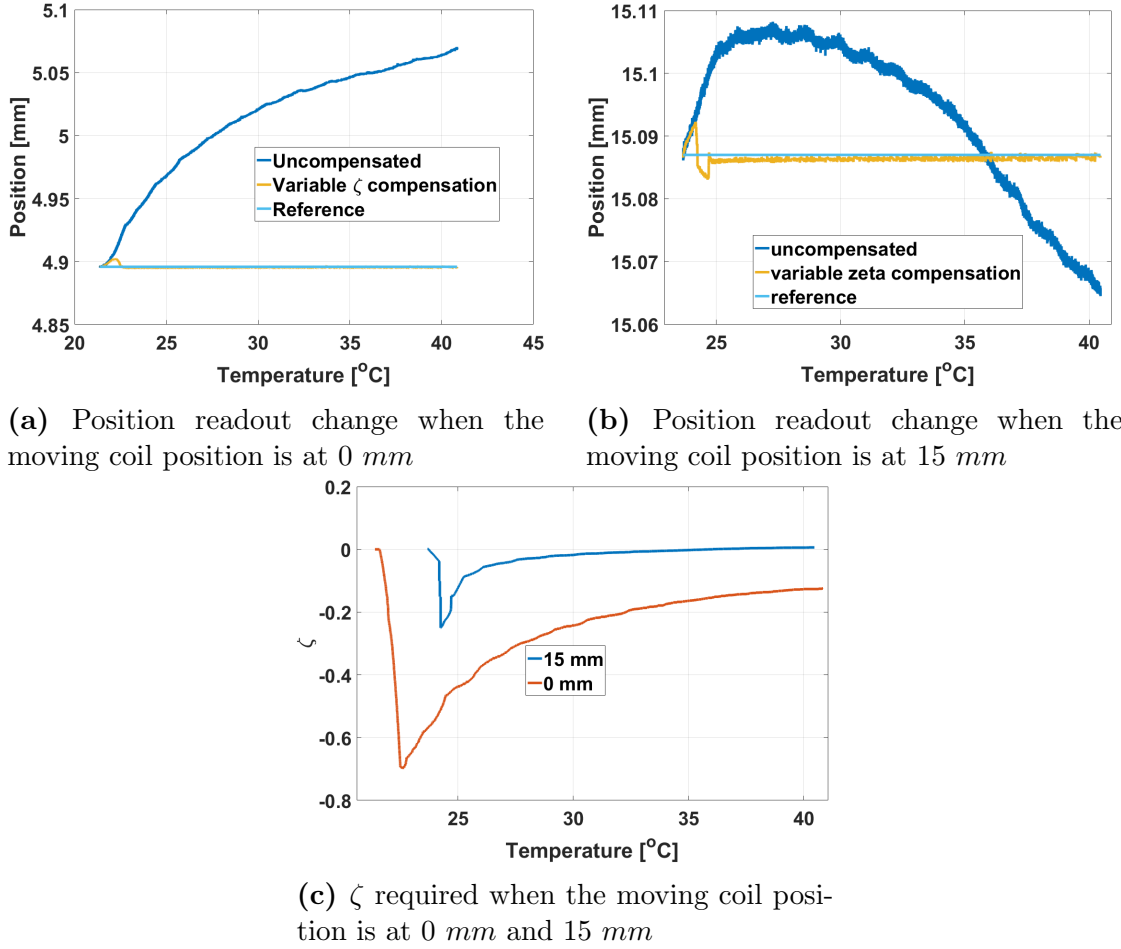 5.1
5.05
5
4.95
4.9
4.85
Position [mm]
Uncompensated
Variable ζ compensation
Reference
20 25 30 35 40 45
Temperature [°C]
(a) Position readout change when the
moving coil position is at 0 mm
15.11
15.1
15.09
15.08
15.07
15.06
Position [mm]
uncompensated
variable zeta compensation
reference
25 30 35 40
Temperature [°C]
(b) Position readout change when the
moving coil position is at 15 mm
0.2
0
-0.2
-0.4
-0.6
-0.8
ζ
15 mm
0 mm
25 30 35 40
Temperature [°C]
(c) ζ required when the moving coil posi-
tion is at 0 mm and 15 mm